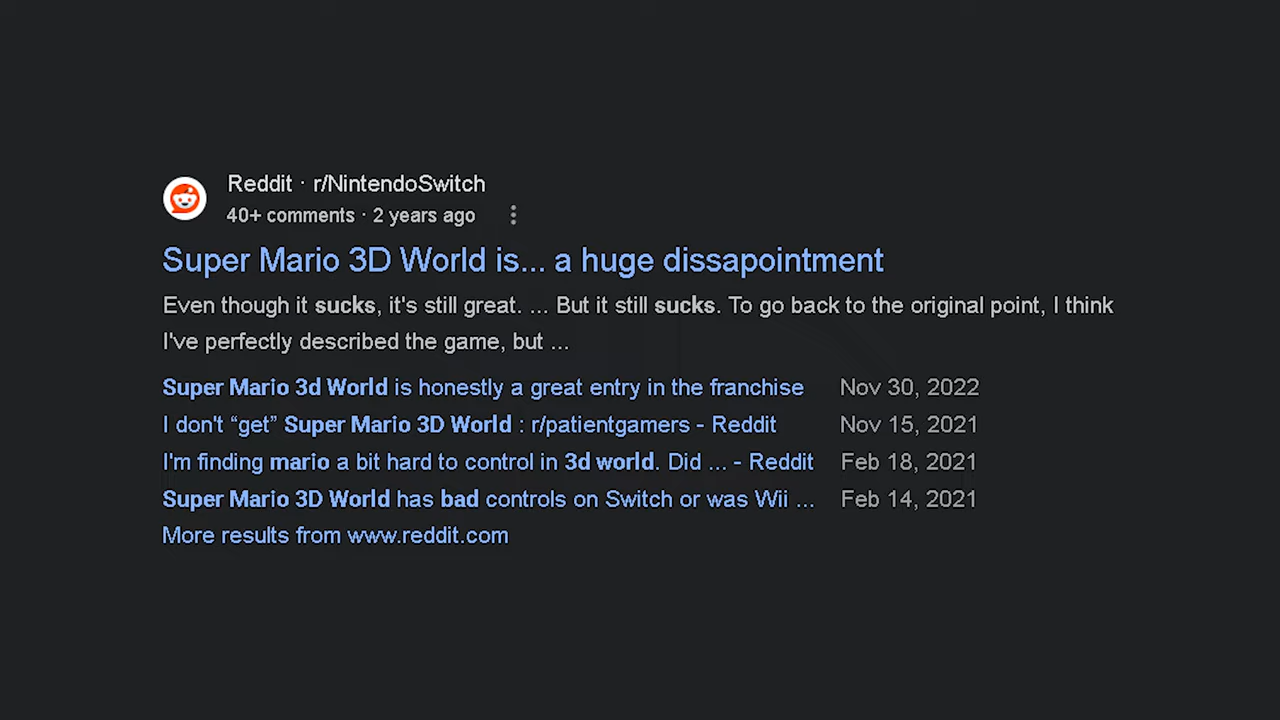 Reddit · r/NintendoSwitch
40+ comments · 2 years ago
Super Mario 3D World is... a huge dissapointment
Even though it sucks, it's still great. ... But it still sucks. To go back to the original point, I think
I've perfectly described the game, but ...
Super Mario 3d World is honestly a great entry in the franchise Nov 30, 2022
I don't “get” Super Mario 3D World : r/patientgamers - Reddit Nov 15, 2021
I'm finding mario a bit hard to control in 3d world. Did ... - Reddit Feb 18, 2021
Super Mario 3D World has bad controls on Switch or was Wii ... Feb 14, 2021
More results from www.reddit.com